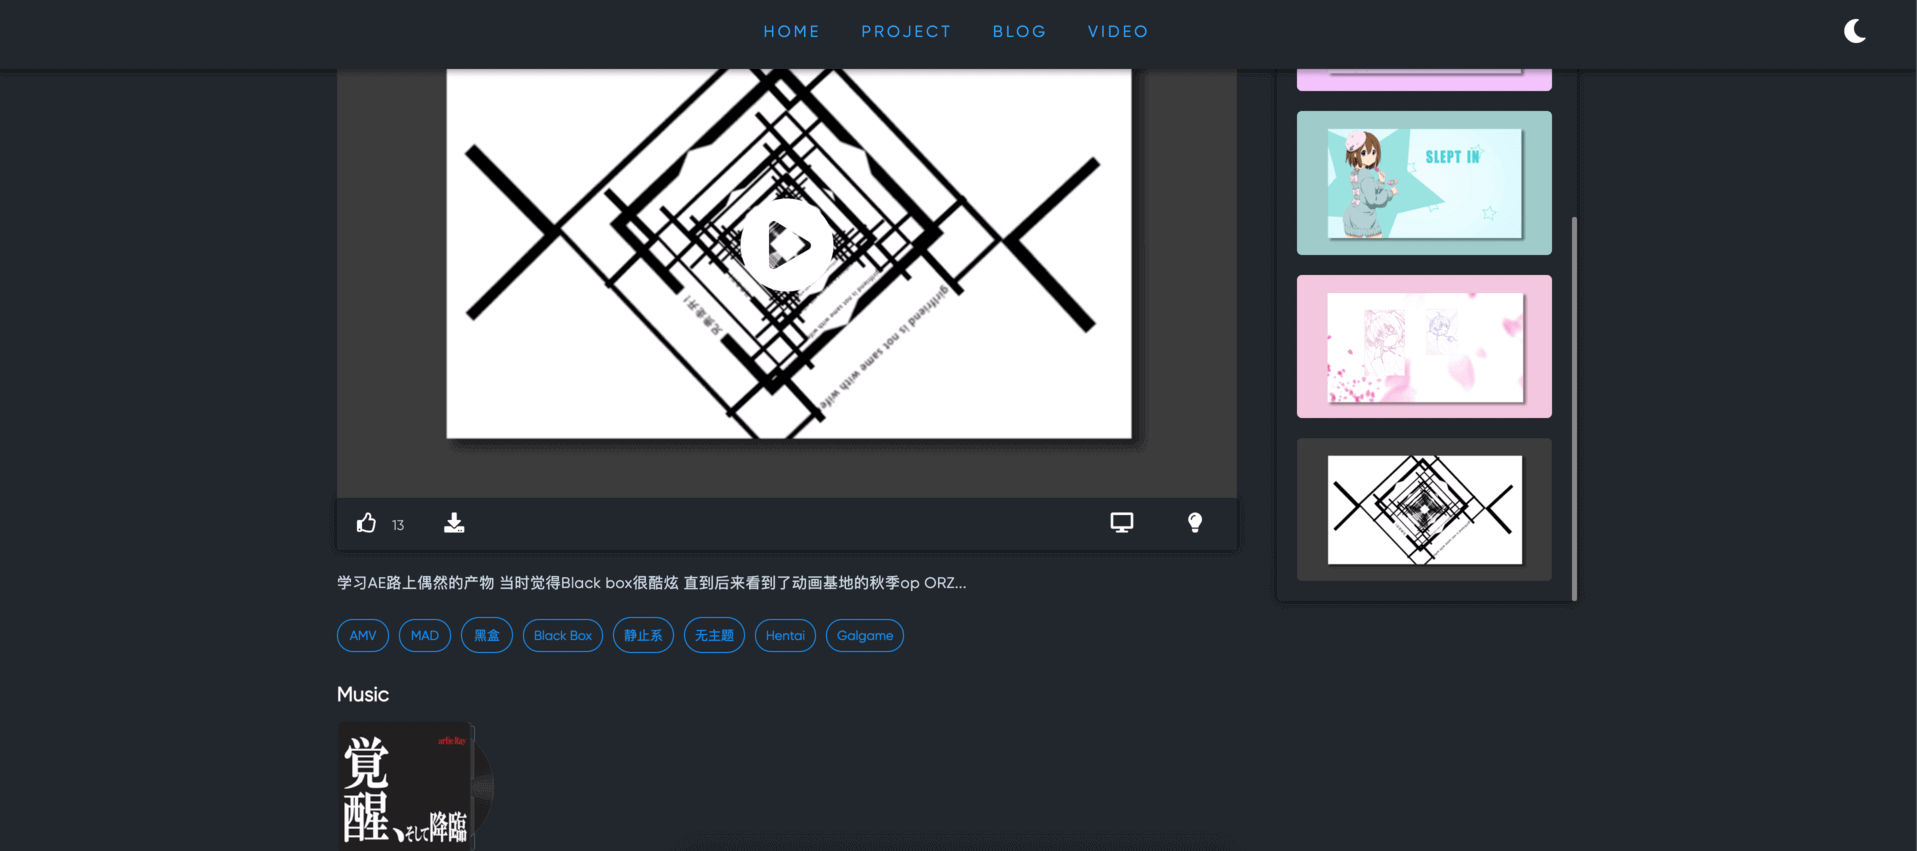 HOME PROJECT BLOG VIDEO
SLEPT IN
girlfriend is not same with wife
13
学习AE路上偶然的产物 当时觉得Black box很酷炫 直到后来看到了动画基地的秋季op ORZ...
AMV MAD 黑盒 Black Box 静止系 无主题 Hentai Galgame
Music
arfie Ray
覚醒、そして降臨